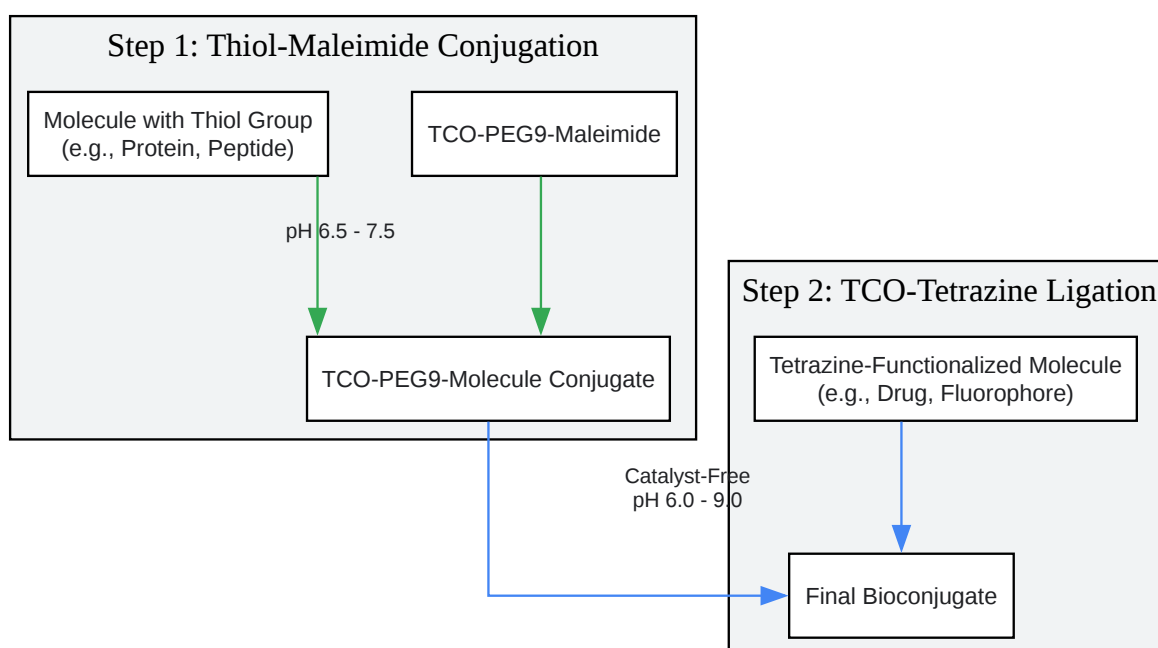 Step 1: Thiol-Maleimide Conjugation
Molecule with Thiol Group
(e.g., Protein, Peptide)
TCO-PEG9-Maleimide
pH 6.5 - 7.5
TCO-PEG9-Molecule Conjugate
Step 2: TCO-Tetrazine Ligation
Tetrazine-Functionalized Molecule
(e.g., Drug, Fluorophore)
Catalyst-Free
pH 6.0 - 9.0
Final Bioconjugate